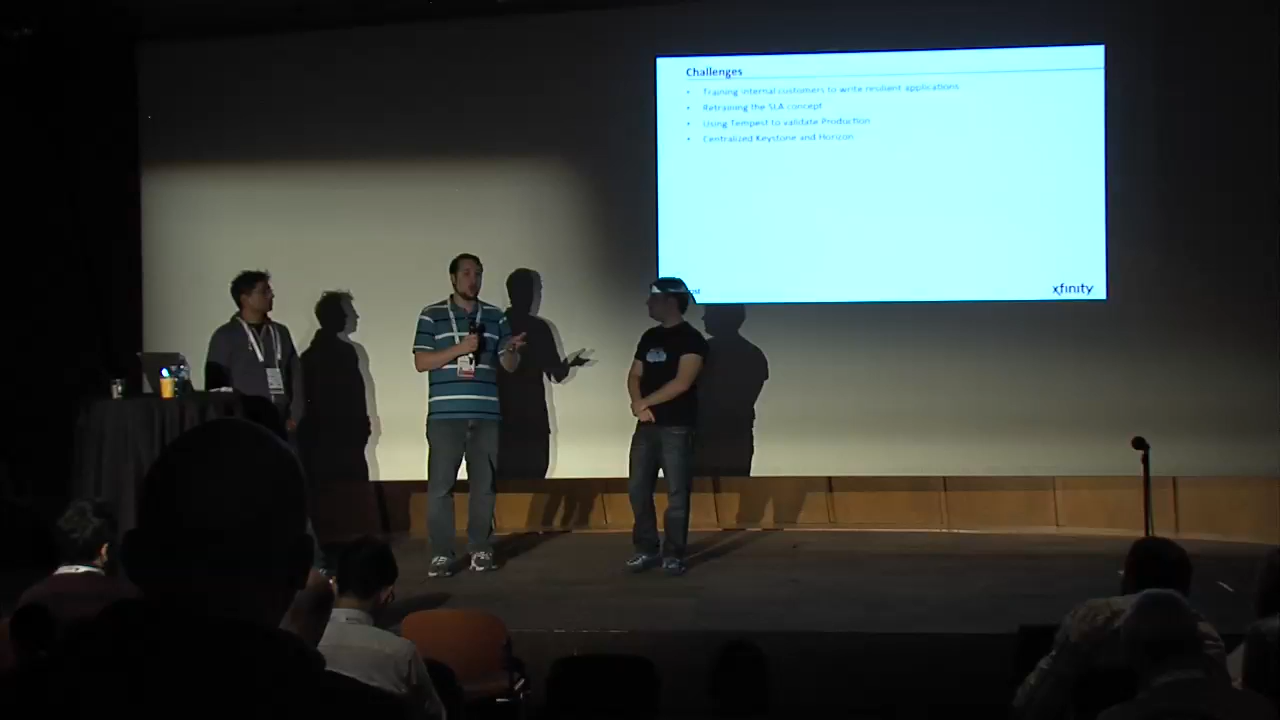 Challenges
• Training internal customers to write resilient applications
• Retraining the SLA concept
• Using Tempest to validate Production
• Centralized Keystone and Horizon
xfinity